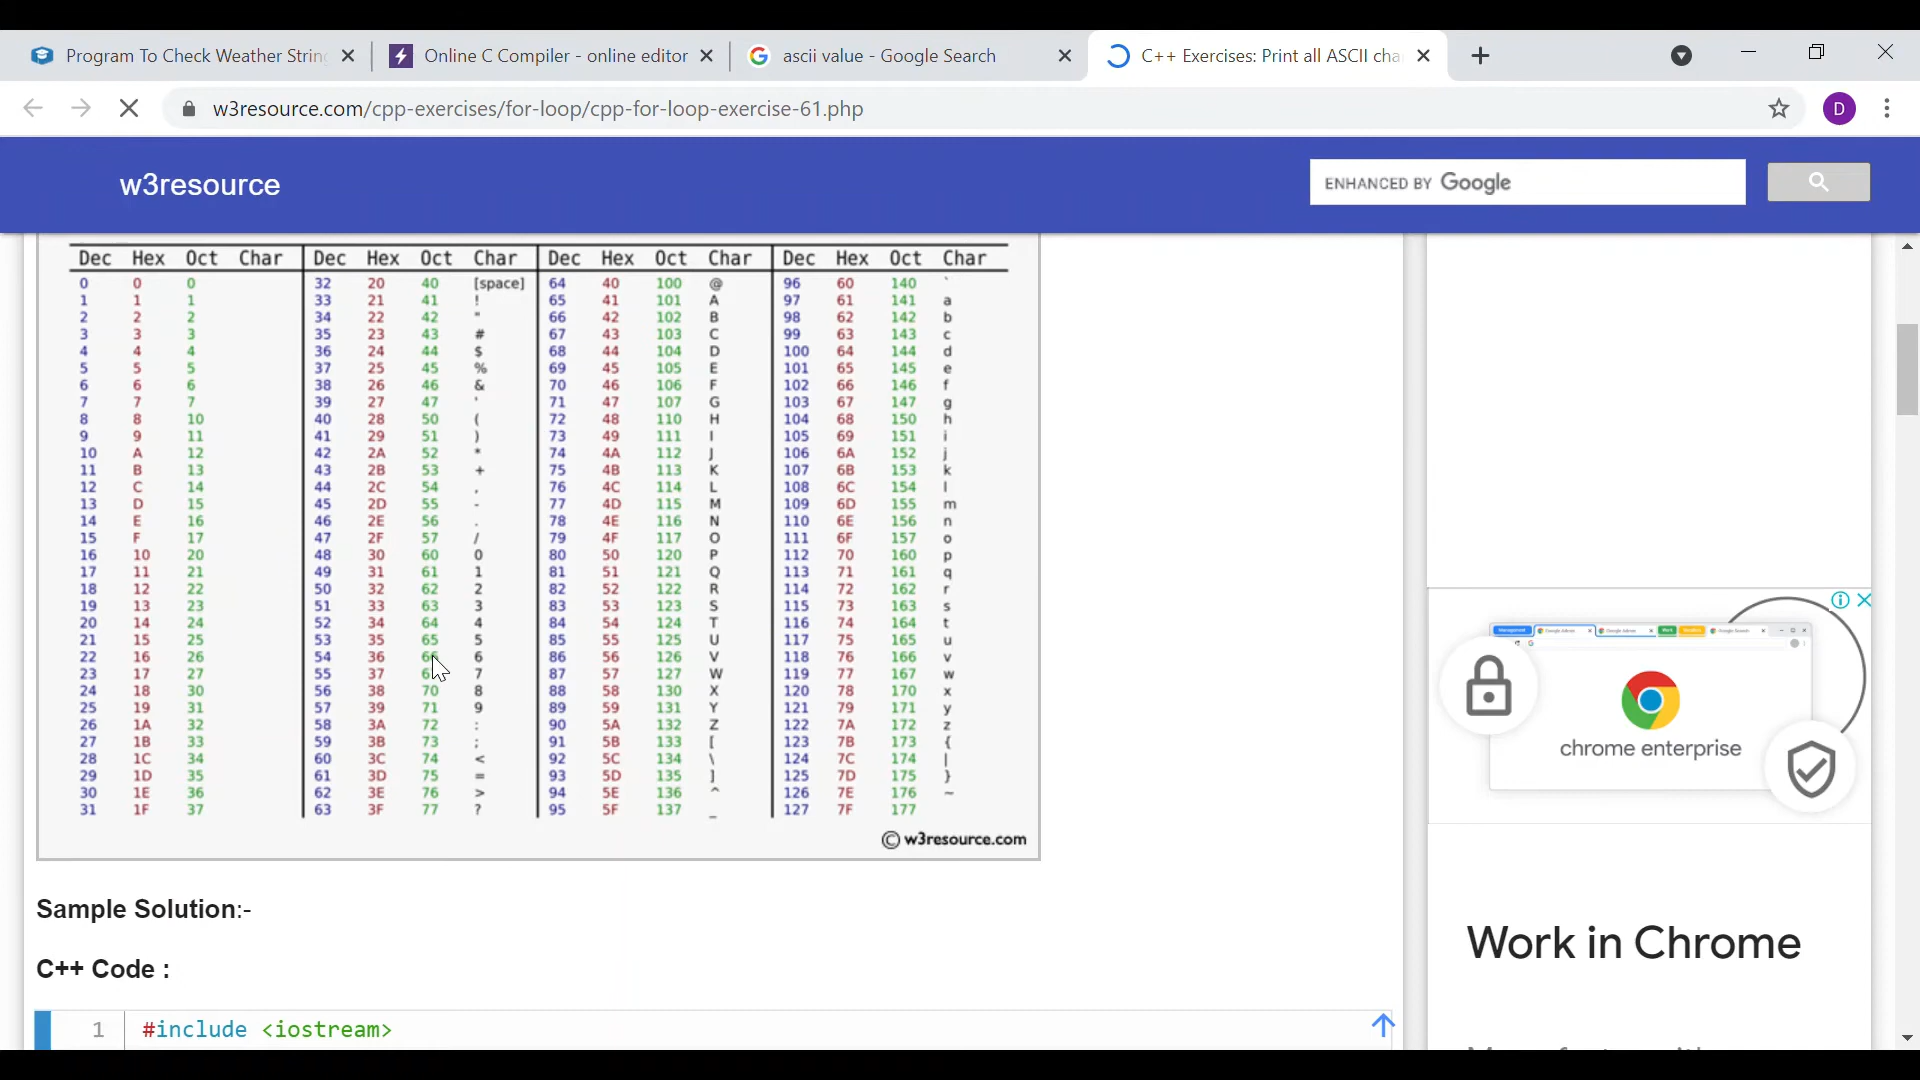 Program To Check Weather Strin
Online C Compiler - online editor
ascii value - Google Search
C++ Exercises: Print all ASCII cha
w3resource.com/cpp-exercises/for-loop/cpp-for-loop-exercise-61.php
D
w3resource
ENHANCED BY Google
Dec Hex Oct Char Dec Hex Oct Char Dec Hex Oct Char Dec Hex Oct Char
0 0 0 32 20 40 [space] 64 40 100 @ 96 60 140 `
1 1 1 33 21 41 ! 65 41 101 A 97 61 141 a
2 2 2 34 22 42 " 66 42 102 B 98 62 142 b
3 3 3 35 23 43 # 67 43 103 C 99 63 143 c
4 4 4 36 24 44 $ 68 44 104 D 100 64 144 d
5 5 5 37 25 45 % 69 45 105 E 101 65 145 e
6 6 6 38 26 46 & 70 46 106 F 102 66 146 f
7 7 7 39 27 47 ' 71 47 107 G 103 67 147 g
8 8 10 40 28 50 ( 72 48 110 H 104 68 150 h
9 9 11 41 29 51 ) 73 49 111 I 105 69 151 i
10 A 12 42 2A 52 * 74 4A 112 J 106 6A 152 j
11 B 13 43 2B 53 + 75 4B 113 K 107 6B 153 k
12 C 14 44 2C 54 , 76 4C 114 L 108 6C 154 l
13 D 15 45 2D 55 - 77 4D 115 M 109 6D 155 m
14 E 16 46 2E 56 . 78 4E 116 N 110 6E 156 n
15 F 17 47 2F 57 / 79 4F 117 O 111 6F 157 o
16 10 20 48 30 60 0 80 50 120 P 112 70 160 p
17 11 21 49 31 61 1 81 51 121 Q 113 71 161 q
18 12 22 50 32 62 2 82 52 122 R 114 72 162 r
19 13 23 51 33 63 3 83 53 123 S 115 73 163 s
20 14 24 52 34 64 4 84 54 124 T 116 74 164 t
21 15 25 53 35 65 5 85 55 125 U 117 75 165 u
22 16 26 54 36 66 6 86 56 126 V 118 76 166 v
23 17 27 55 37 6 7 87 57 127 W 119 77 167 w
24 18 30 56 38 70 8 88 58 130 X 120 78 170 x
25 19 31 57 39 71 9 89 59 131 Y 121 79 171 y
26 1A 32 58 3A 72 : 90 5A 132 Z 122 7A 172 z
27 1B 33 59 3B 73 ; 91 5B 133 [ 123 7B 173 {
28 1C 34 60 3C 74 < 92 5C 134 \ 124 7C 174 |
29 1D 35 61 3D 75 = 93 5D 135 ] 125 7D 175 }
30 1E 36 62 3E 76 > 94 5E 136 ^ 126 7E 176 ~
31 1F 37 63 3F 77 ? 95 5F 137 _ 127 7F 177
© w3resource.com
chrome enterprise
Work in Chrome
Sample Solution:-
C++ Code :
1 #include <iostream>